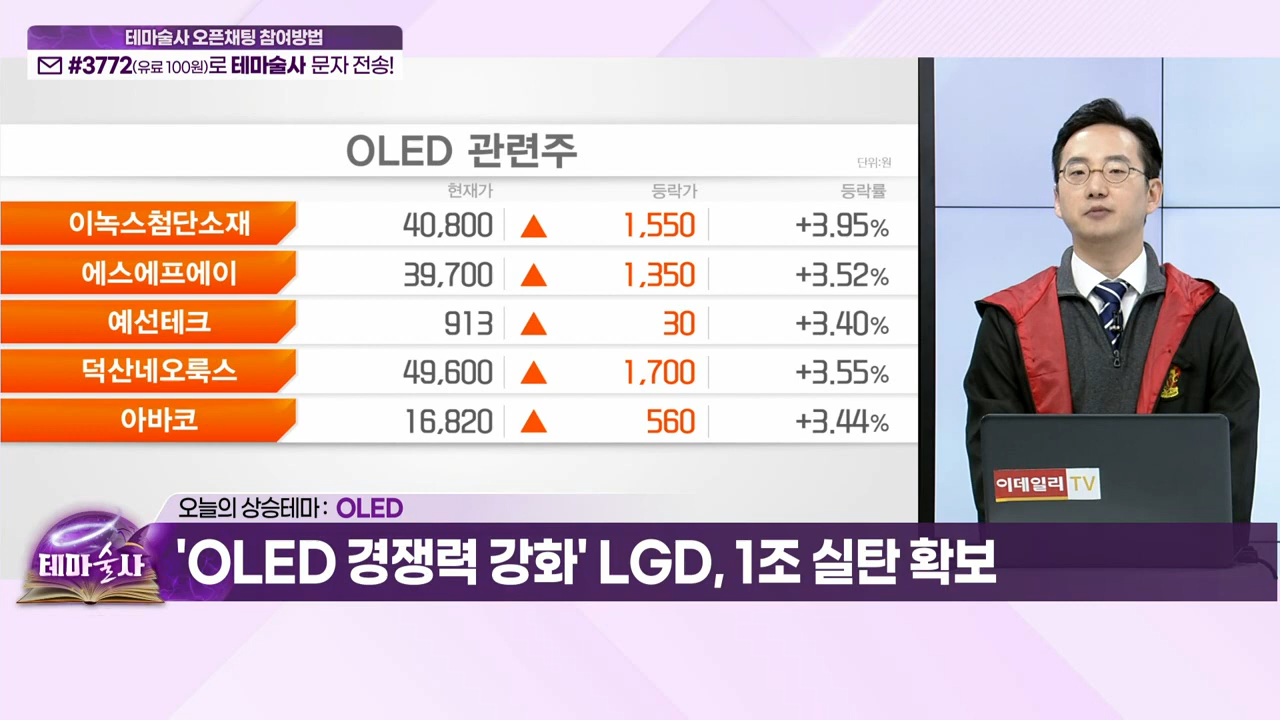 테마술사 오픈채팅 참여방법
#3772(유료 100원)로 테마술사 문자 전송!
OLED 관련주
단위:원
현재가 등락가 등락률
이녹스첨단소재 40,800 ▲ 1,550 +3.95%
에스에프에이 39,700 ▲ 1,350 +3.52%
예선테크 913 ▲ 30 +3.40%
덕산네오룩스 49,600 ▲ 1,700 +3.55%
아바코 16,820 ▲ 560 +3.44%
이데일리 TV
오늘의 상승테마 : OLED
테마술사
'OLED 경쟁력 강화' LGD, 1조 실탄 확보